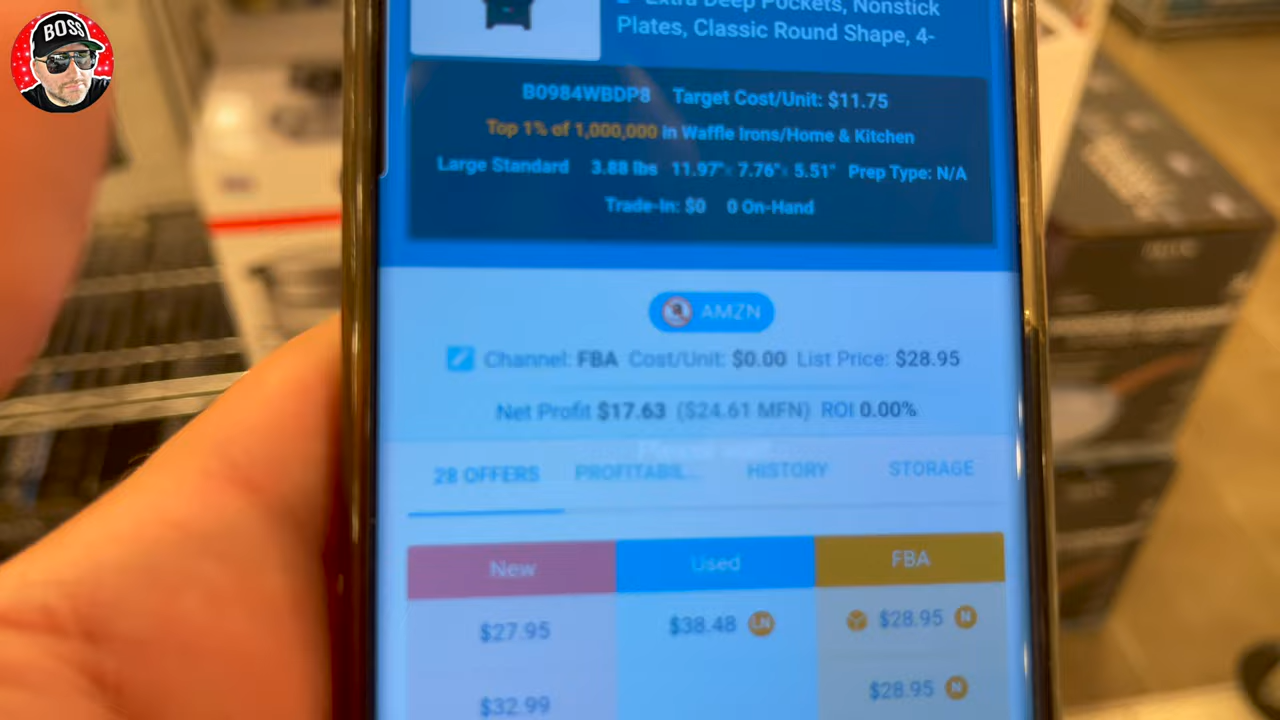 BOSS
Extra Deep Pockets, Nonstick
Plates, Classic Round Shape, 4-
B0984WBDP8 Target Cost/Unit: $11.75
Top 1% of 1,000,000 in Waffle Irons/Home & Kitchen
Large Standard 3.88 lbs 11.97"x 7.76"x 5.51" Prep Type: N/A
Trade-In: $0 0 On-Hand
AMZN
Channel: FBA Cost/Unit: $0.00 List Price: $28.95
Net Profit $17.63 ($24.61 MFN) ROI 0.00%
28 OFFERS PROFITABIL... HISTORY STORAGE
New Used FBA
$27.95 $38.48 LN $28.95 N
$32.99 $28.95 N